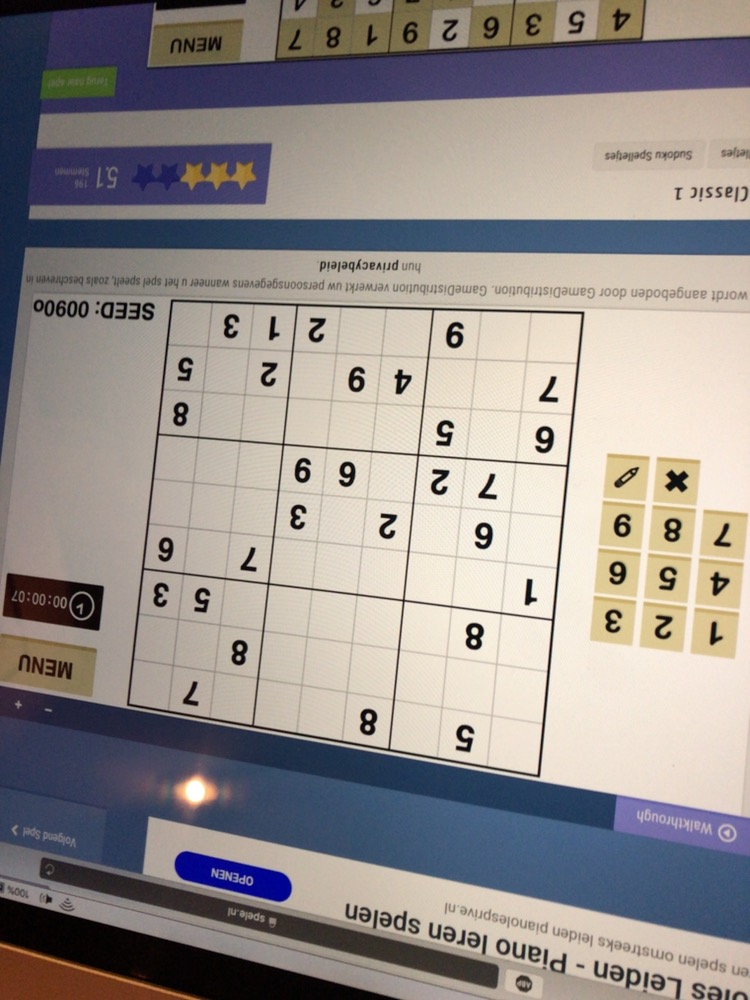 100%
spele.nl
ABP
Leiden - Piano leren spelen
spelen omstreeks leiden pianolesprive.nl
OPENEN
Volgend Spel
Walkthrough
5 8 7
8
8 5 3
1 7 6
6 2 3
7 2 6 9
6 5 8
7 4 9 2 5
9 2 1 3
1 2 3
4 5 6
7 8 9
MENU
00:00:07
SEED: 00900
wordt aangeboden door GameDistribution. GameDistribution verwerkt uw persoonsgegevens wanneer u het spel speelt, zoals beschreven in
hun privacybeleid.
Classic 1
Sudoku Spelletjes
5,1
196
Stemmen
Terug naar spel
4 5 3 6 2 9 1 8 7
MENU